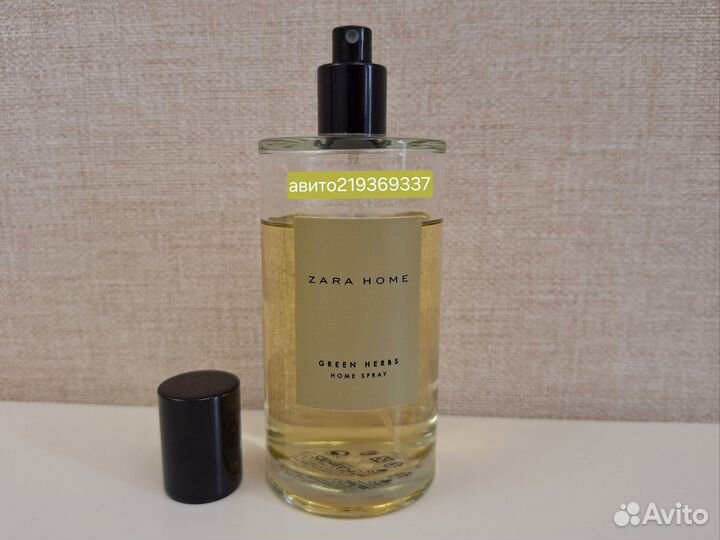 авито219369337
ZARA HOME
GREEN HERBS
HOME SPRAY
Avito